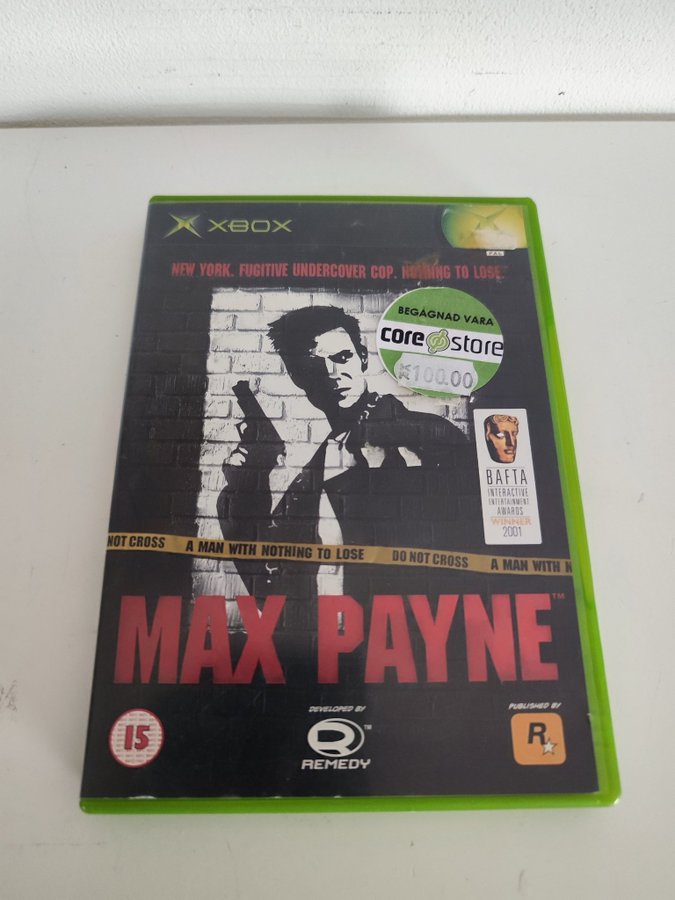 XBOX
PAL
NEW YORK. FUGITIVE UNDERCOVER COP. NOTHING TO LOSE.
BEGAGNAD VARA
core store
100.00
BAFTA
INTERACTIVE
ENTERTAINMENT
AWARDS
WINNER
2001
NOT CROSS A MAN WITH NOTHING TO LOSE DO NOT CROSS A MAN WITH N
MAX PAYNE™
15
DEVELOPED BY
R™
REMEDY
PUBLISHED BY
R